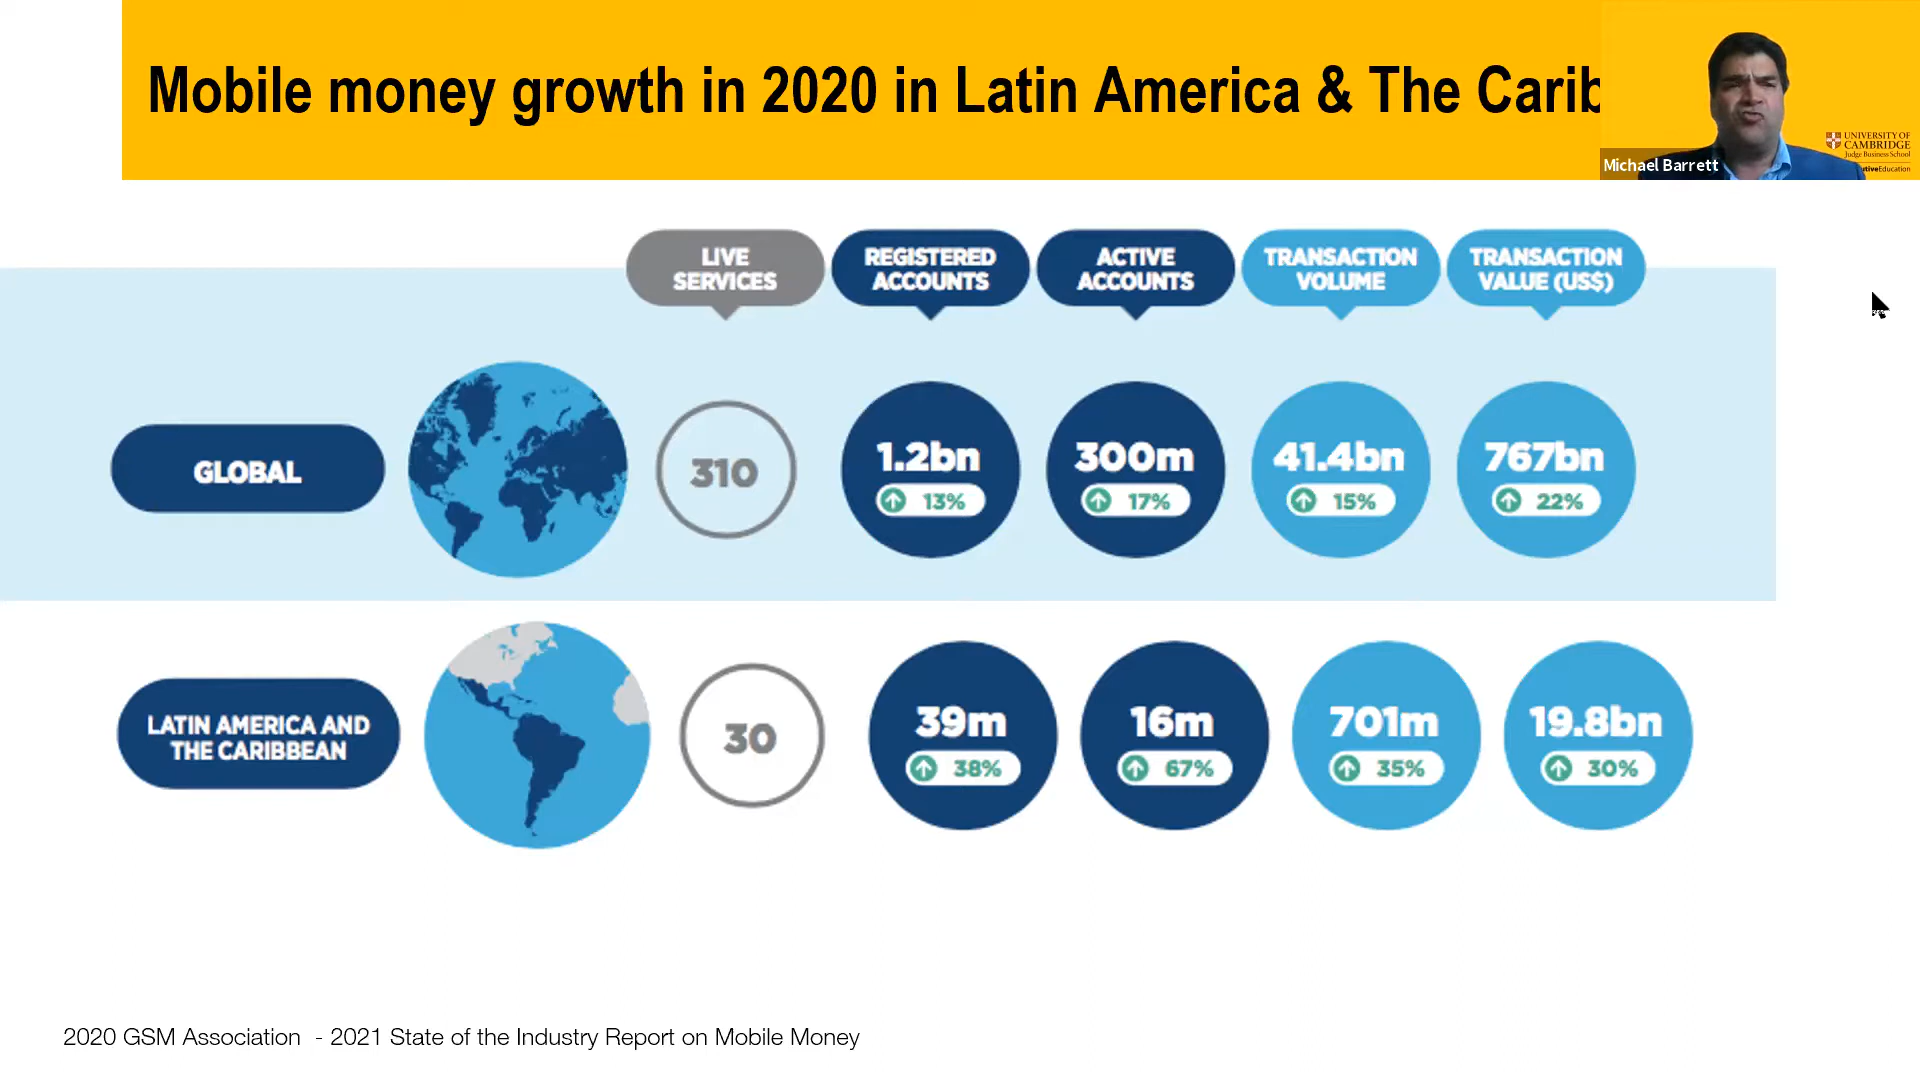 Mobile money growth in 2020 in Latin America & The Carib
UNIVERSITY OF
CAMBRIDGE
Judge Business School
Michael Barrett
LIVE
SERVICES
REGISTERED
ACCOUNTS
ACTIVE
ACCOUNTS
TRANSACTION
VOLUME
TRANSACTION
VALUE (US$)
GLOBAL
310
1.2bn
13%
300m
17%
41.4bn
15%
767bn
22%
LATIN AMERICA AND
THE CARIBBEAN
30
39m
38%
16m
67%
701m
35%
19.8bn
30%
2020 GSM Association - 2021 State of the Industry Report on Mobile Money